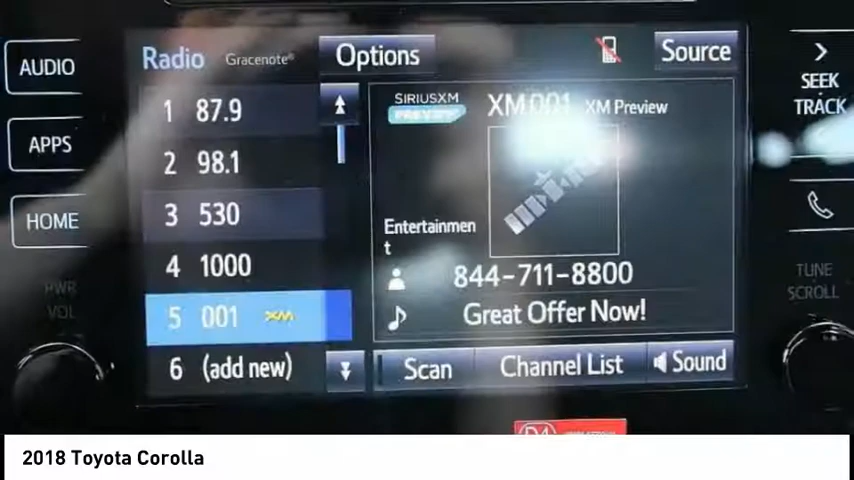 AUDIO
APPS
HOME
PWR
VOL
Radio Gracenote® Options Source
1 87.9
2 98.1
3 530
4 1000
5 001 XM
6 (add new)
SIRIUSXM
PREVIEW
XM001 XM Preview
Entertainmen
t
844-711-8800
Great Offer Now!
Scan Channel List Sound
SEEK
TRACK
TUNE
SCROLL
2018 Toyota Corolla